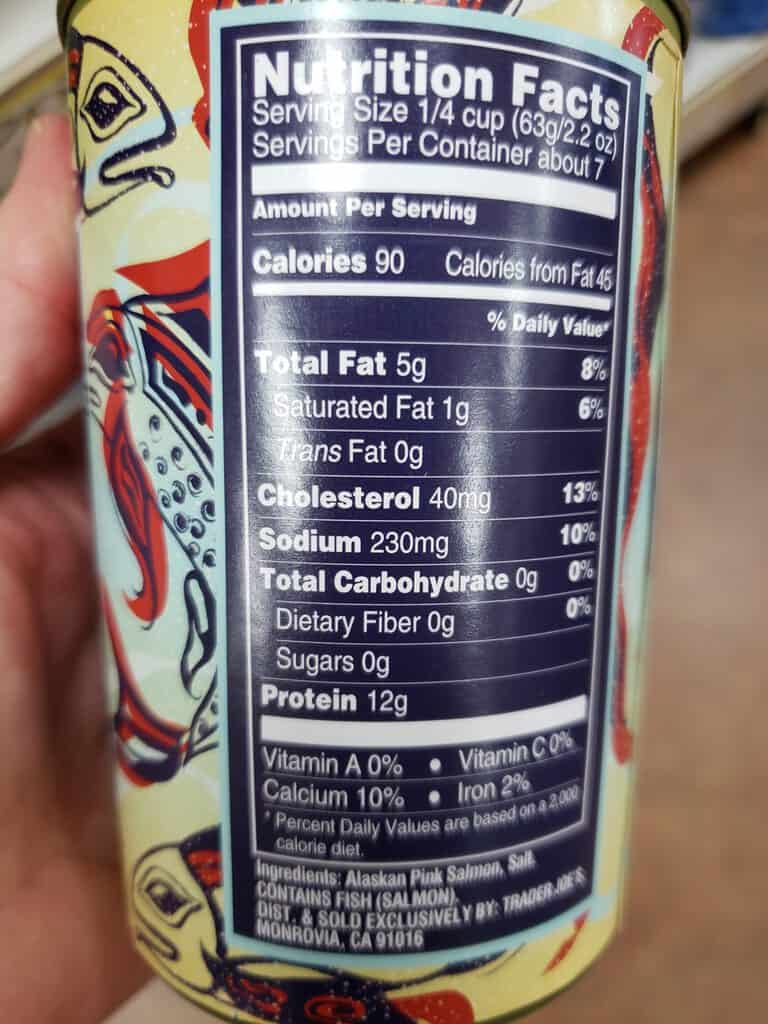 Nutrition Facts
Serving Size 1/4 cup (63g/2.2 oz)
Servings Per Container about 7
Amount Per Serving
Calories 90 Calories from Fat 45
% Daily Value*
Total Fat 5g 8%
Saturated Fat 1g 6%
Trans Fat 0g
Cholesterol 40mg 13%
Sodium 230mg 10%
Total Carbohydrate 0g 0%
Dietary Fiber 0g 0%
Sugars 0g
Protein 12g
Vitamin A 0% • Vitamin C 0%
Calcium 10% • Iron 2%
* Percent Daily Values are based on a 2,000
calorie diet.
Ingredients: Alaskan Pink Salmon, Salt.
CONTAINS FISH (SALMON).
DIST. & SOLD EXCLUSIVELY BY: TRADER JOE'S,
MONROVIA, CA 91016